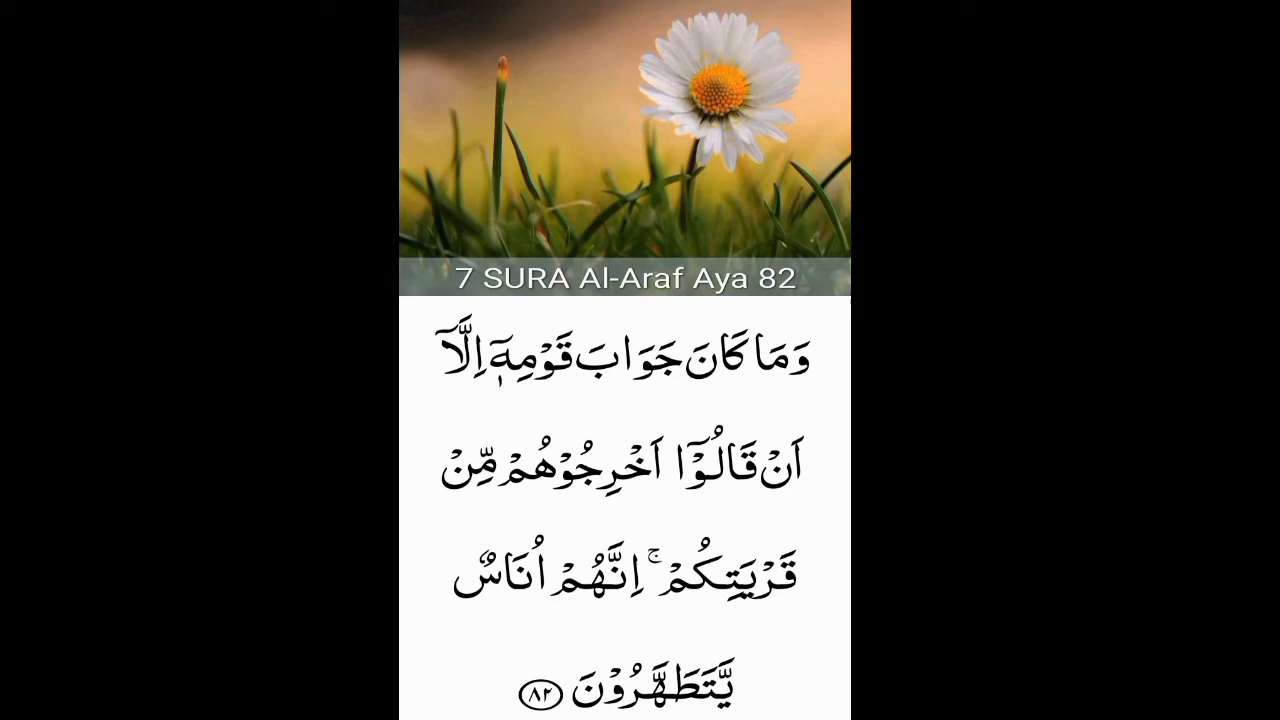 7 SURA Al-Araf Aya 82
وَمَا كَانَ جَوَابَ قَوْمِهٖٓ اِلَّآ
اَنْ قَالُوْٓا اَخْرِجُوْهُمْ مِّنْ
قَرْيَتِكُمْ ۚ اِنَّهُمْ اُنَاسٌ
يَّتَطَهَّرُوْنَ ﴿۸۲﴾